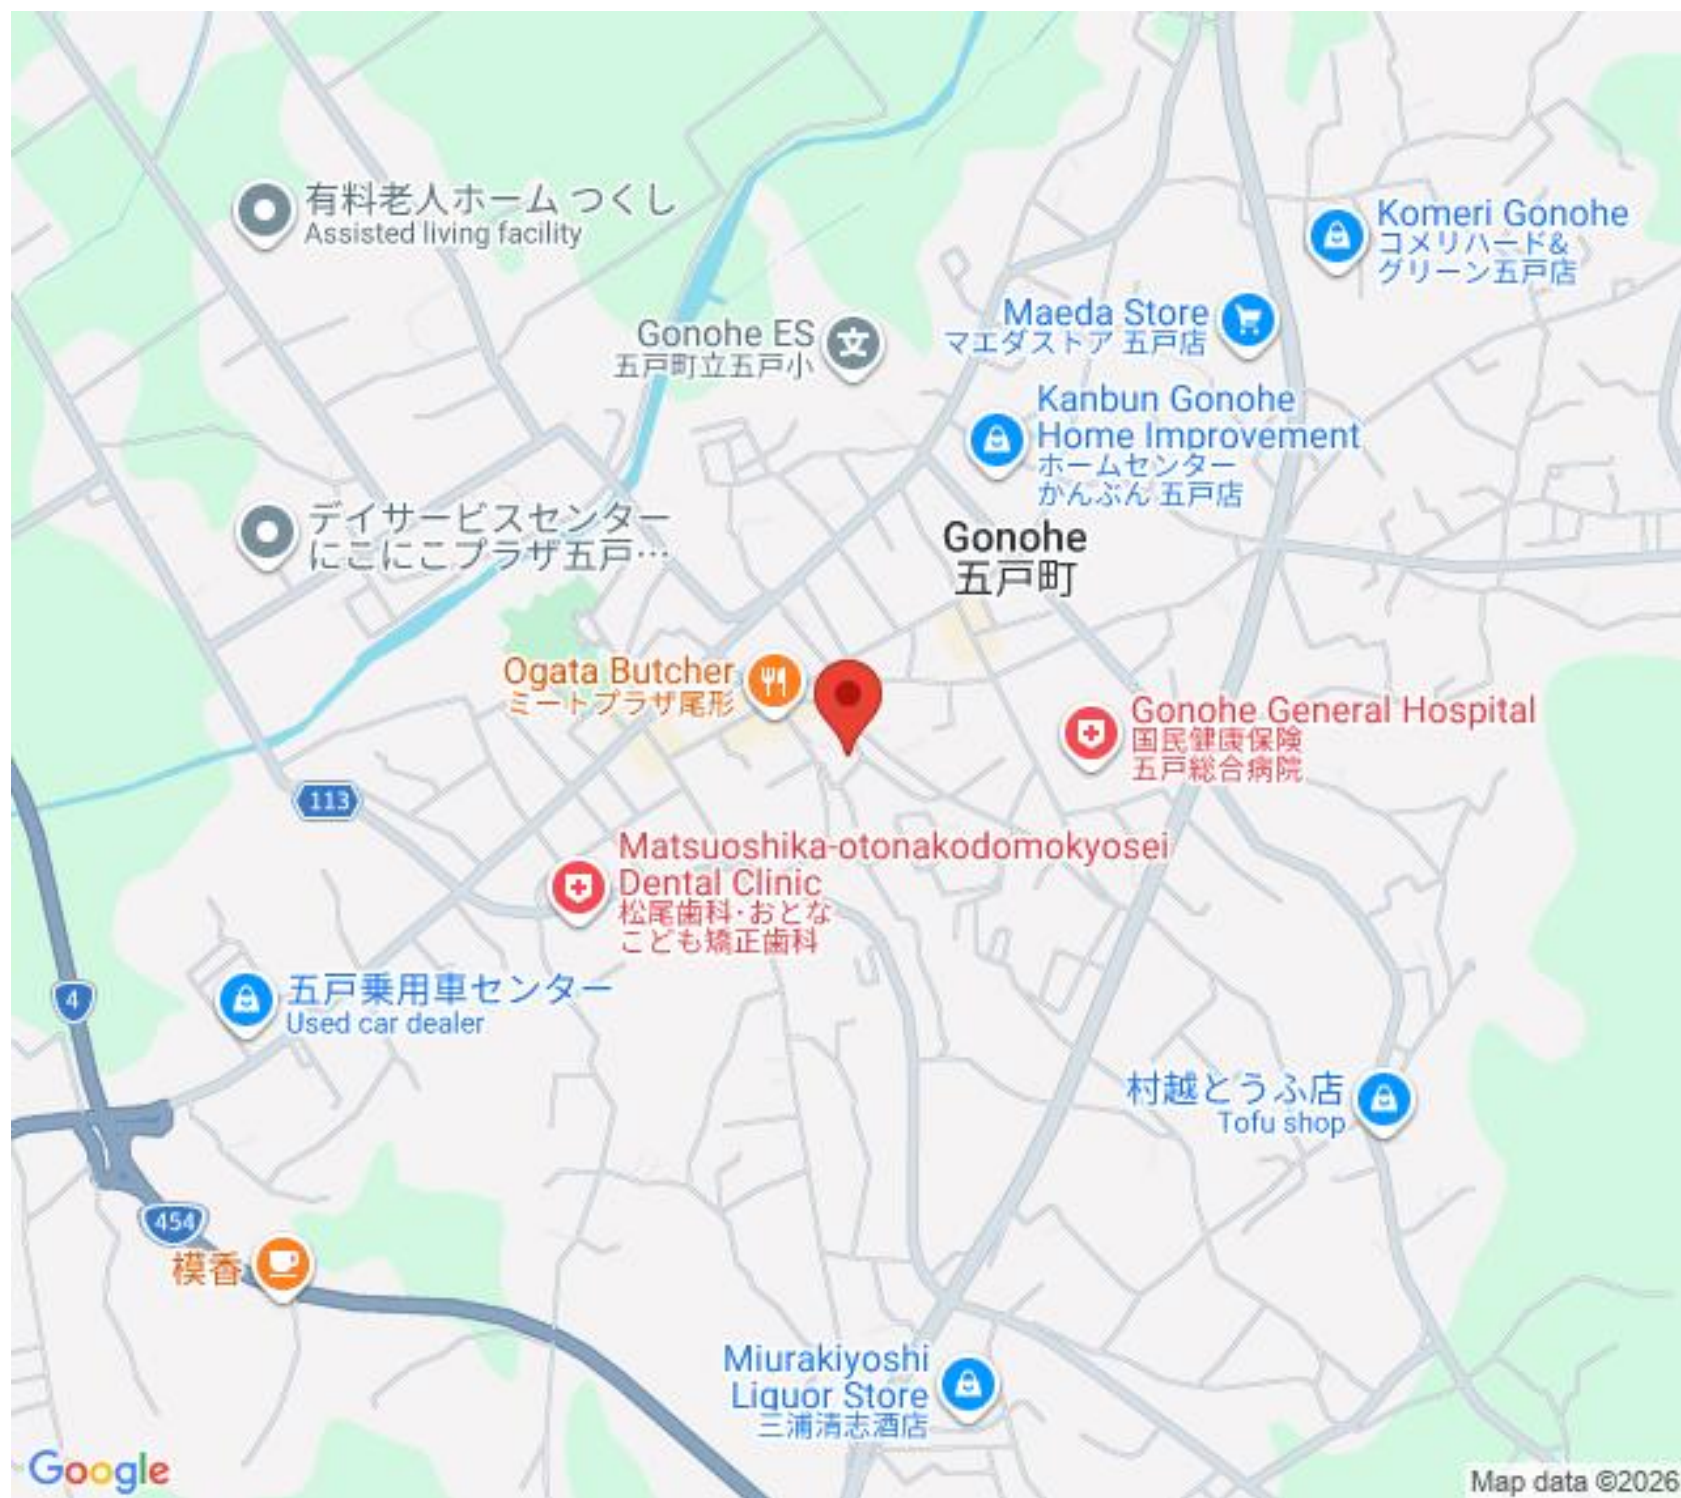 有料老人ホーム つくし
Assisted living facility
Komeri Gonohe
コメリハード&
グリーン五戸店
Maeda Store
マエダストア 五戸店
Gonohe ES
五戸町立五戸小
Kanbun Gonohe
Home Improvement
ホームセンター
かんぶん 五戸店
デイサービスセンター
にこにこプラザ五戸…
Gonohe
五戸町
Ogata Butcher
ミートプラザ尾形
Gonohe General Hospital
国民健康保険
五戸総合病院
113
Matsuoshika-otonakodomokyosei
Dental Clinic
松尾歯科・おとな
こども矯正歯科
4
五戸乗用車センター
Used car dealer
村越とうふ店
Tofu shop
454
模香
Miurakiyoshi
Liquor Store
三浦清志酒店
Google
Map data ©2026